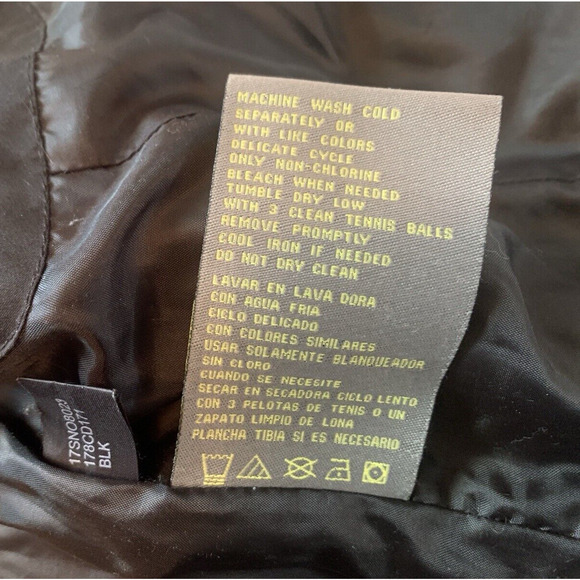 MACHINE WASH COLD
SEPARATELY OR
WITH LIKE COLORS
DELICATE CYCLE
ONLY NON-CHLORINE
BLEACH WHEN NEEDED
TUMBLE DRY LOW
WITH 3 CLEAN TENNIS BALLS
REMOVE PROMPTLY
COOL IRON IF NEEDED
DO NOT DRY CLEAN
LAVAR EN LAVA DORA
CON AGUA FRIA
CICLO DELICADO
CON COLORES SIMILARES
USAR SOLAMENTE BLANQUEADOR
SIN CLORO
CUANDO SE NECESITE
SECAR EN SECADORA CICLO LENTO
CON 3 PELOTAS DE TENIS O UN
ZAPATO LIMPIO DE LONA
PLANCHA TIBIA SI ES NECESARIO
17SNO8023
178CD171
BLK